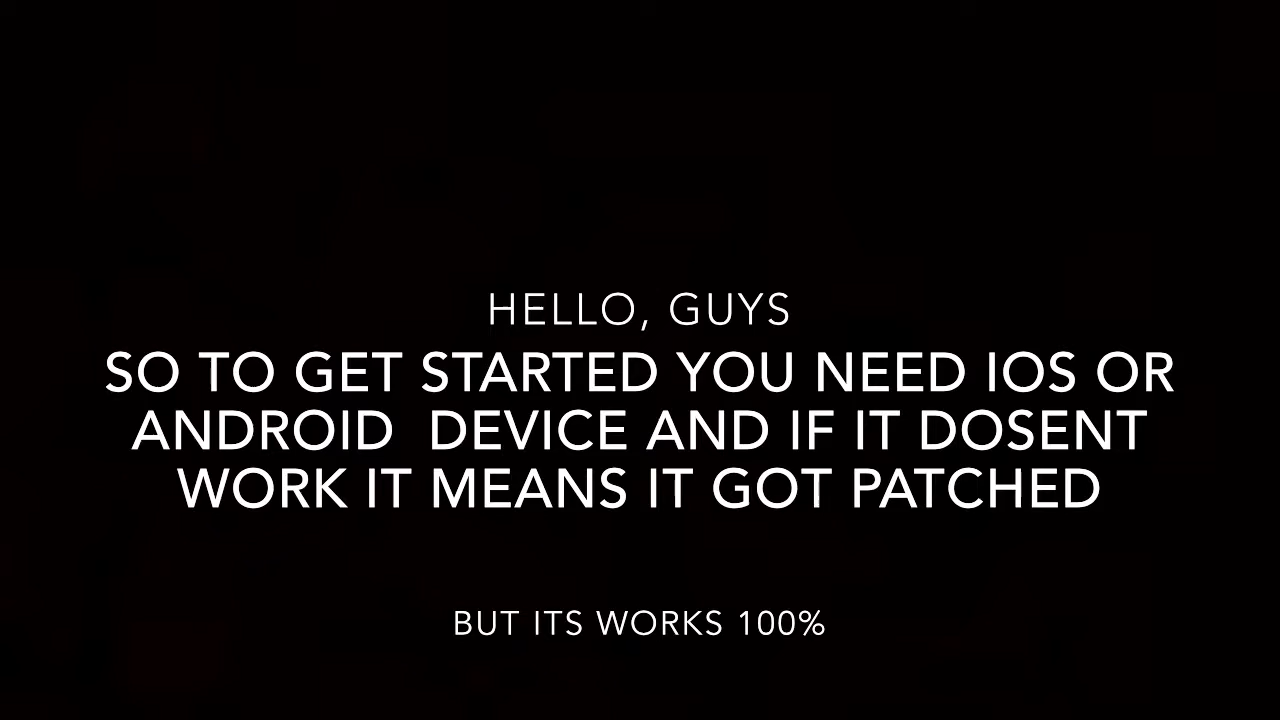 HELLO, GUYS
SO TO GET STARTED YOU NEED IOS OR
ANDROID  DEVICE AND IF IT DOSENT
WORK IT MEANS IT GOT PATCHED
BUT ITS WORKS 100%